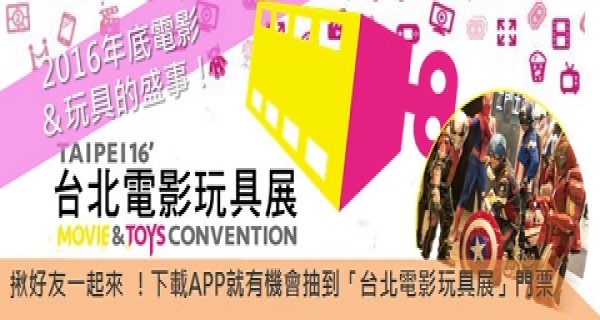 2016年底電影
＆玩具的盛事！
TAIPEI16’
台北電影玩具展
MOVIE&TOYS CONVENTION
揪好友一起來 ！下載APP就有機會抽到「台北電影玩具展」門票